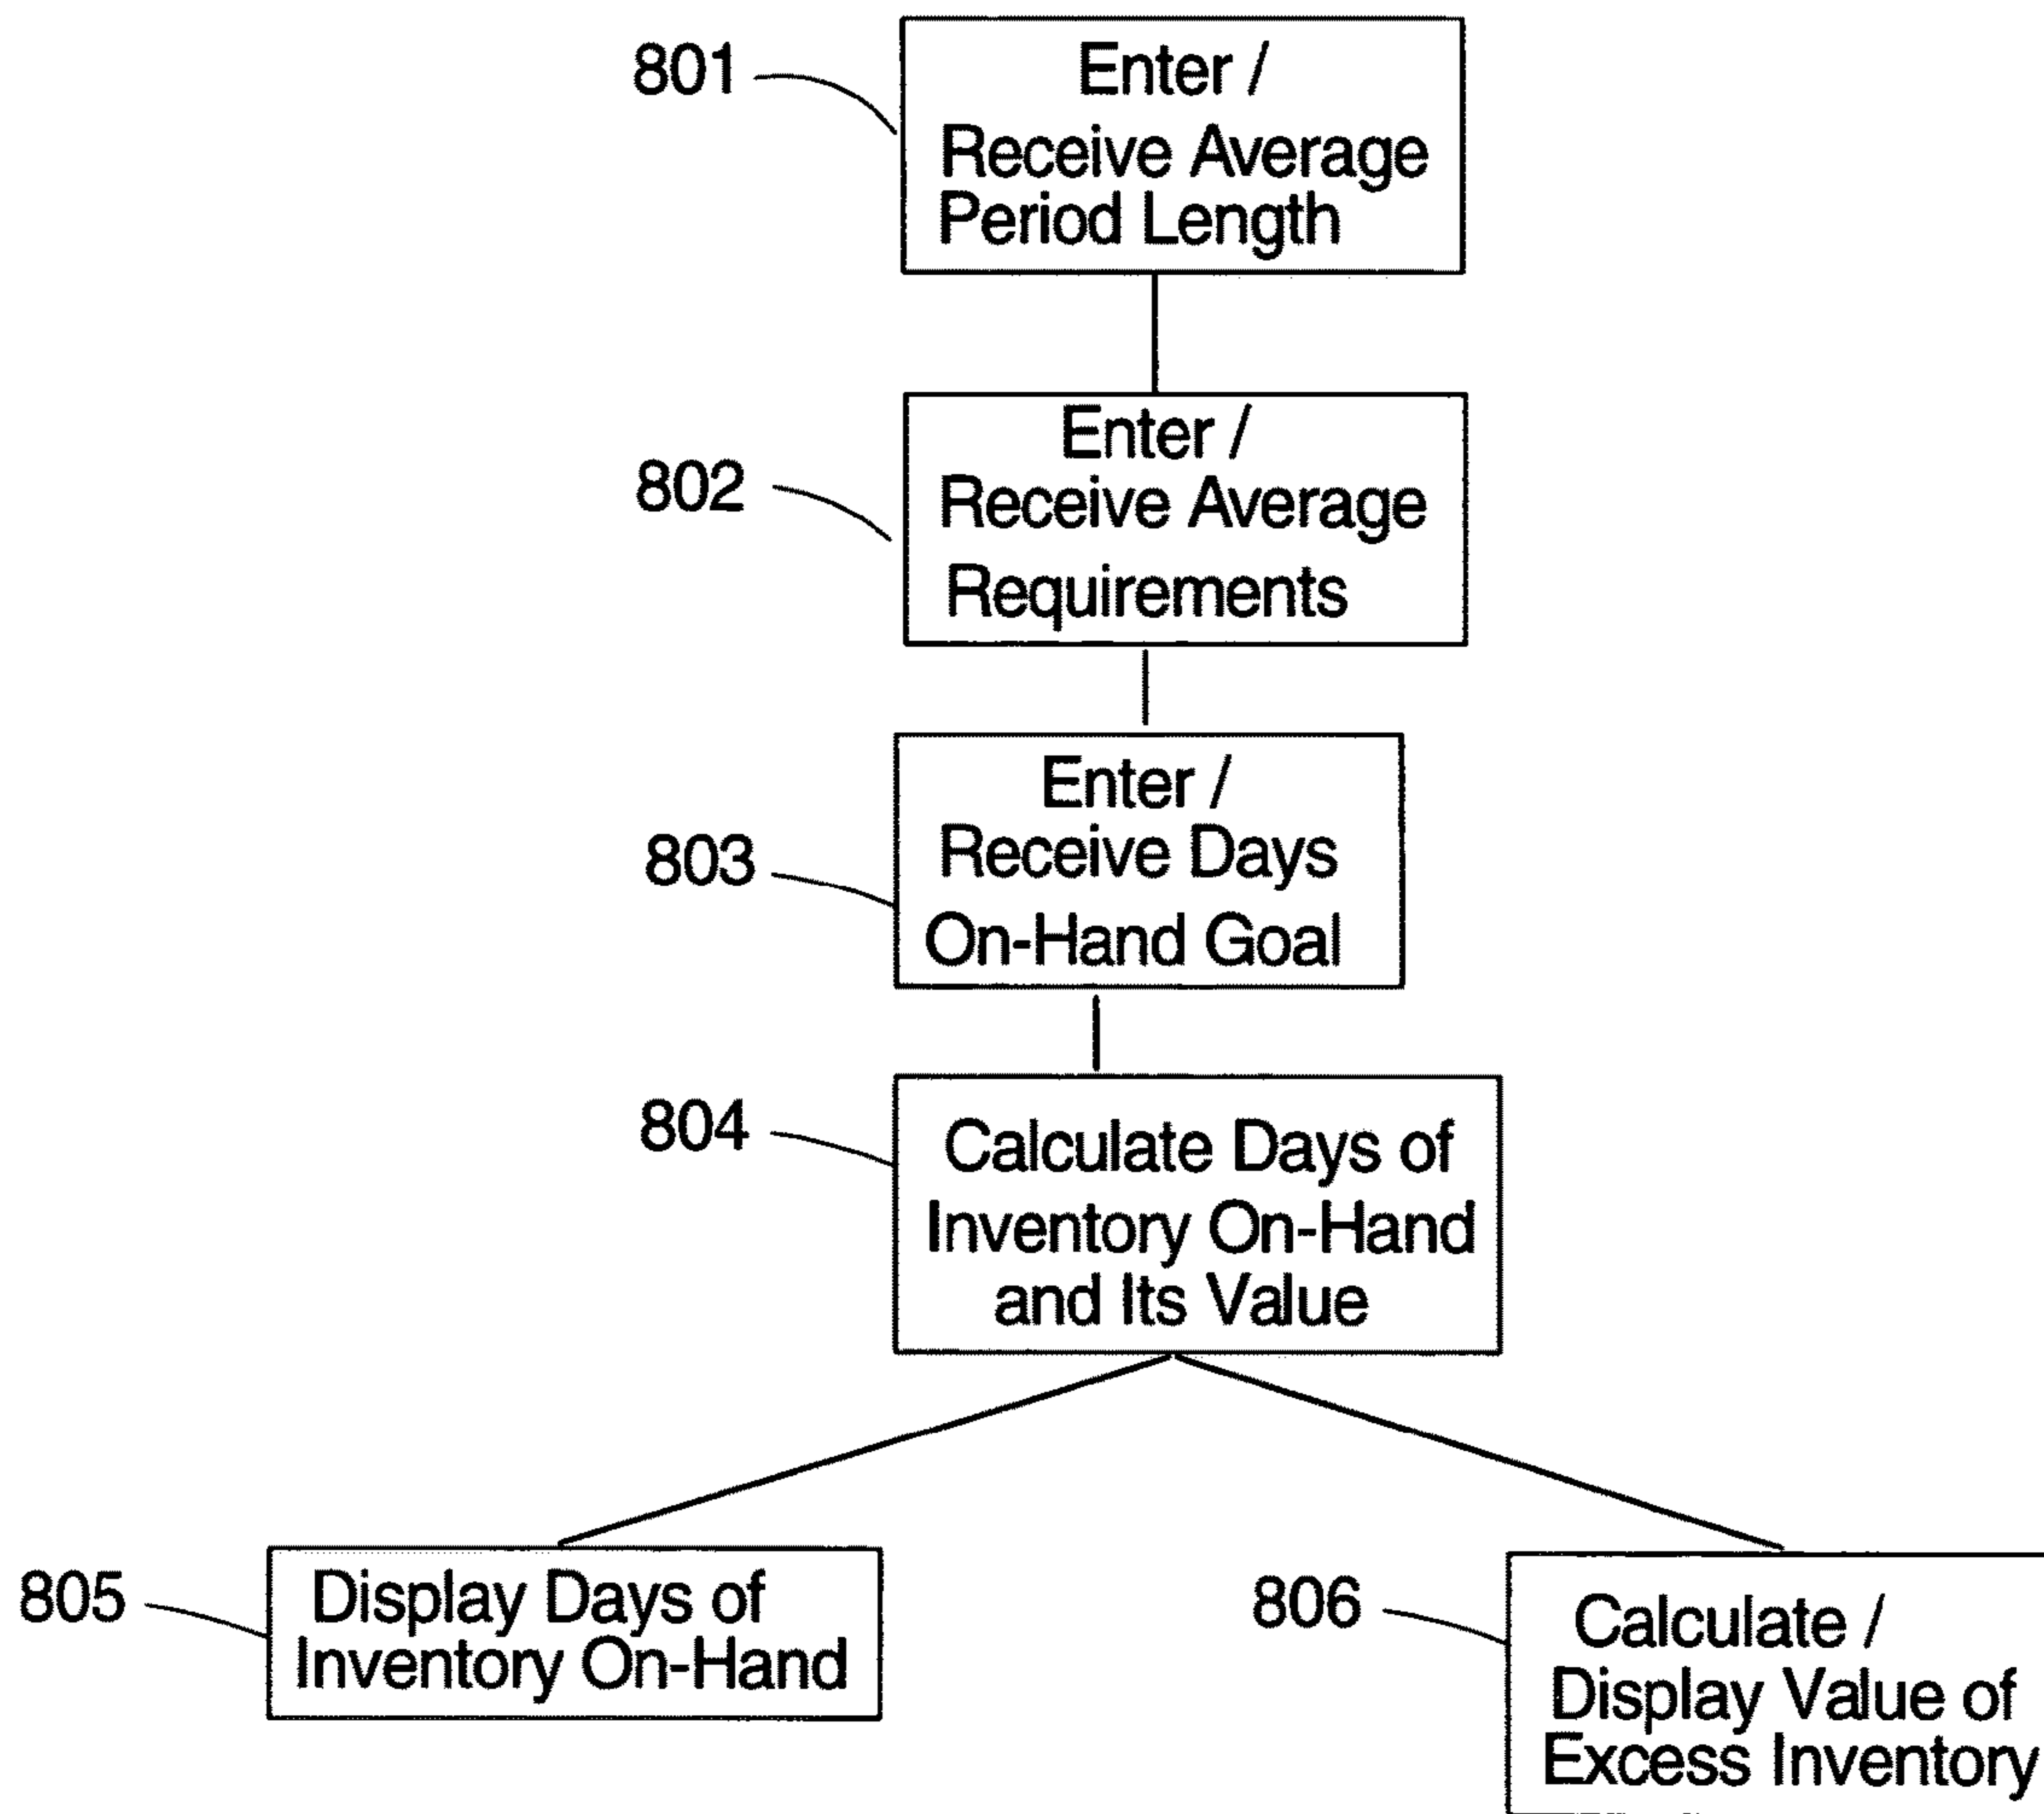 801
Enter /
Receive Average
Period Length
802
Enter /
Receive Average
Requirements
803
Enter /
Receive Days
On-Hand Goal
804
Calculate Days of
Inventory On-Hand
and Its Value
805
Display Days of
Inventory On-Hand
806
Calculate /
Display Value of
Excess Inventory